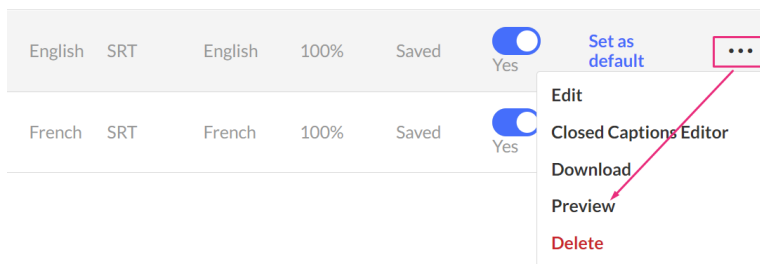 English SRT English 100% Saved Yes Set as default •••
French SRT French 100% Saved Yes
Edit
Closed Captions Editor
Download
Preview
Delete